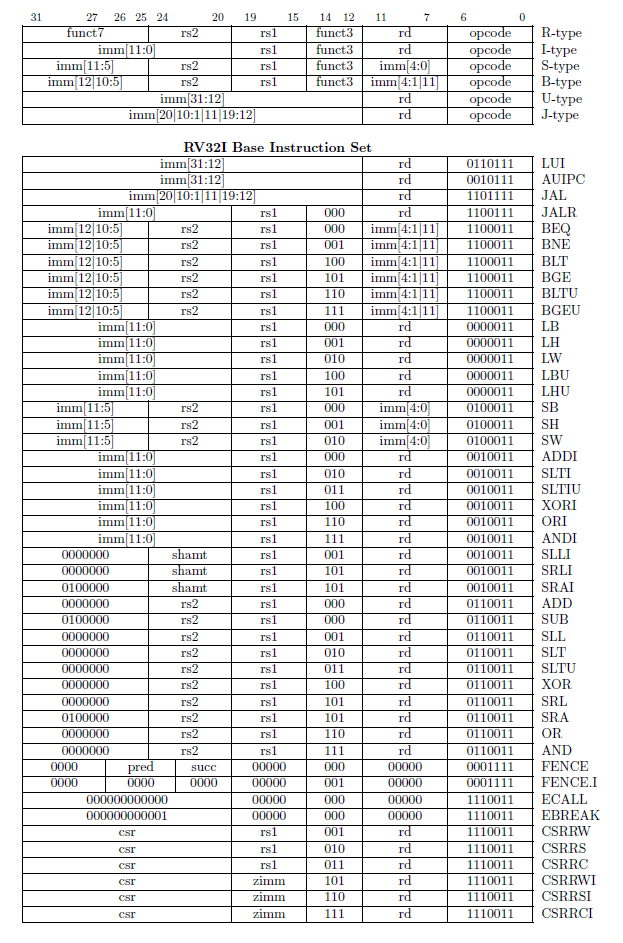 31 27 26 25 24 20 19 15 14 12 11 7 6 0
funct7 rs2 rs1 funct3 rd opcode R-type
imm[11:0] rs1 funct3 rd opcode I-type
imm[11:5] rs2 rs1 funct3 imm[4:0] opcode S-type
imm[12|10:5] rs2 rs1 funct3 imm[4:1|11] opcode B-type
imm[31:12] rd opcode U-type
imm[20|10:1|11|19:12] rd opcode J-type
RV32I Base Instruction Set
imm[31:12] rd 0110111 LUI
imm[31:12] rd 0010111 AUIPC
imm[20|10:1|11|19:12] rd 1101111 JAL
imm[11:0] rs1 000 rd 1100111 JALR
imm[12|10:5] rs2 rs1 000 imm[4:1|11] 1100011 BEQ
imm[12|10:5] rs2 rs1 001 imm[4:1|11] 1100011 BNE
imm[12|10:5] rs2 rs1 100 imm[4:1|11] 1100011 BLT
imm[12|10:5] rs2 rs1 101 imm[4:1|11] 1100011 BGE
imm[12|10:5] rs2 rs1 110 imm[4:1|11] 1100011 BLTU
imm[12|10:5] rs2 rs1 111 imm[4:1|11] 1100011 BGEU
imm[11:0] rs1 000 rd 0000011 LB
imm[11:0] rs1 001 rd 0000011 LH
imm[11:0] rs1 010 rd 0000011 LW
imm[11:0] rs1 100 rd 0000011 LBU
imm[11:0] rs1 101 rd 0000011 LHU
imm[11:5] rs2 rs1 000 imm[4:0] 0100011 SB
imm[11:5] rs2 rs1 001 imm[4:0] 0100011 SH
imm[11:5] rs2 rs1 010 imm[4:0] 0100011 SW
imm[11:0] rs1 000 rd 0010011 ADDI
imm[11:0] rs1 010 rd 0010011 SLTI
imm[11:0] rs1 011 rd 0010011 SLTIU
imm[11:0] rs1 100 rd 0010011 XORI
imm[11:0] rs1 110 rd 0010011 ORI
imm[11:0] rs1 111 rd 0010011 ANDI
0000000 shamt rs1 001 rd 0010011 SLLI
0000000 shamt rs1 101 rd 0010011 SRLI
0100000 shamt rs1 101 rd 0010011 SRAI
0000000 rs2 rs1 000 rd 0110011 ADD
0100000 rs2 rs1 000 rd 0110011 SUB
0000000 rs2 rs1 001 rd 0110011 SLL
0000000 rs2 rs1 010 rd 0110011 SLT
0000000 rs2 rs1 011 rd 0110011 SLTU
0000000 rs2 rs1 100 rd 0110011 XOR
0000000 rs2 rs1 101 rd 0110011 SRL
0100000 rs2 rs1 101 rd 0110011 SRA
0000000 rs2 rs1 110 rd 0110011 OR
0000000 rs2 rs1 111 rd 0110011 AND
0000 pred succ 00000 000 00000 0001111 FENCE
0000 0000 0000 00000 001 00000 0001111 FENCE.I
000000000000 00000 000 00000 1110011 ECALL
000000000001 00000 000 00000 1110011 EBREAK
csr rs1 001 rd 1110011 CSRRW
csr rs1 010 rd 1110011 CSRRS
csr rs1 011 rd 1110011 CSRRC
csr zimm 101 rd 1110011 CSRRWI
csr zimm 110 rd 1110011 CSRRSI
csr zimm 111 rd 1110011 CSRRCI